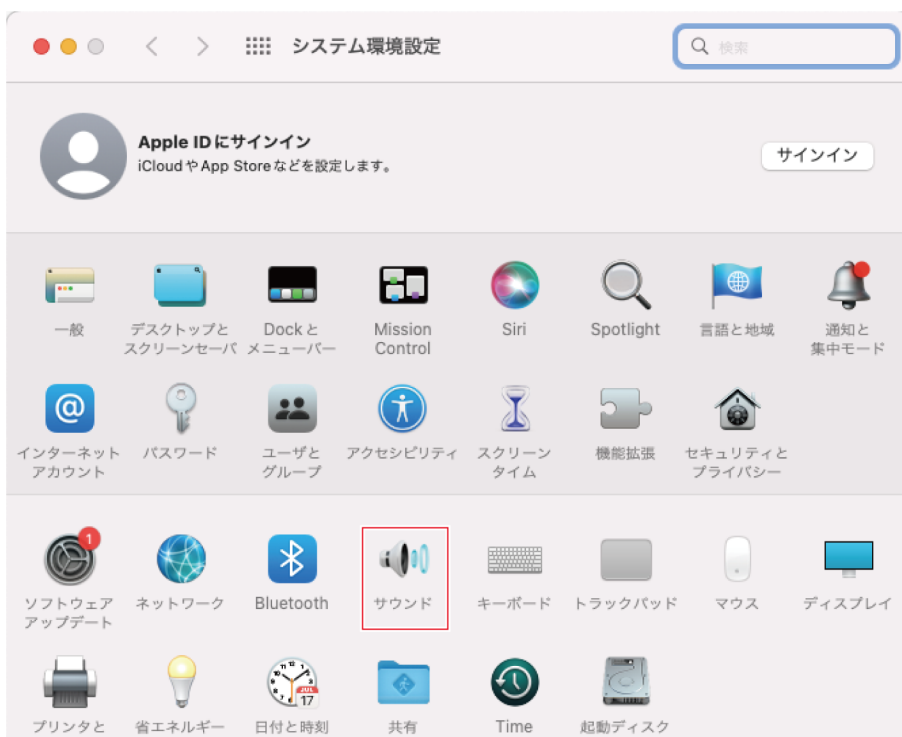 システム環境設定
検索
Apple IDにサインイン
iCloudやApp Storeなどを設定します。
サインイン
一般
デスクトップと
スクリーンセーバ
Dockと
メニューバー
Mission
Control
Siri
Spotlight
言語と地域
通知と
集中モード
インターネット
アカウント
パスワード
ユーザと
グループ
アクセシビリティ
スクリーン
タイム
機能拡張
セキュリティと
プライバシー
1
ソフトウェア
アップデート
ネットワーク
Bluetooth
サウンド
キーボード
トラックパッド
マウス
ディスプレイ
プリンタと
省エネルギー
JUL
17
日付と時刻
共有
Time
起動ディスク